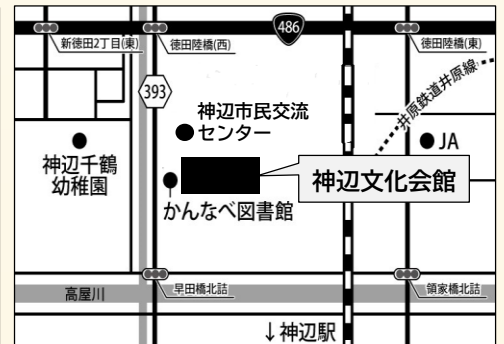 486
新徳田2丁目(東)
徳田陸橋(西)
徳田陸橋(東)
393
井原鉄道井原線
神辺市民交流
センター
JA
神辺千鶴
幼稚園
神辺文化会館
かんなべ図書館
高屋川
早田橋北詰
領家橋北詰
↓神辺駅